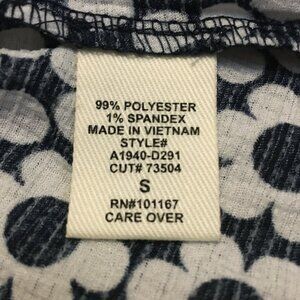 99% POLYESTER
1% SPANDEX
MADE IN VIETNAM
STYLE#
A1940-D291
CUT# 73504
S
RN#101167
CARE OVER